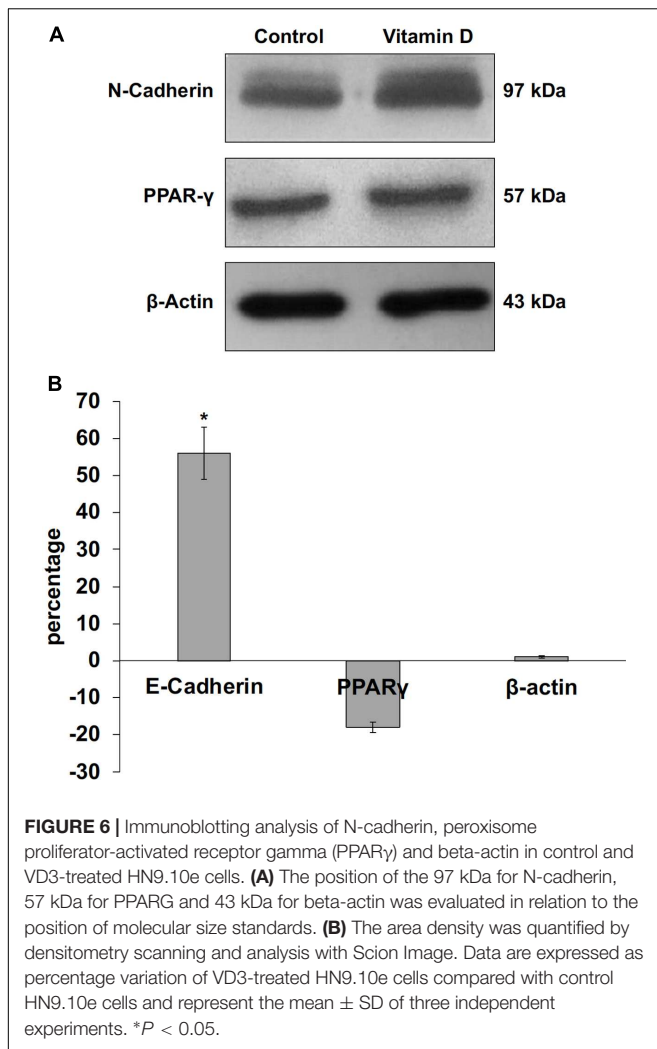 A
Control Vitamin D
N-Cadherin 97 kDa
PPAR-γ 57 kDa
β-Actin 43 kDa
B
70
60
50
40
30
20
10
0
-10
-20
-30
percentage
*
E-Cadherin PPARγ β-actin
FIGURE 6 | Immunoblotting analysis of N-cadherin, peroxisome
proliferator-activated receptor gamma (PPARγ) and beta-actin in control and
VD3-treated HN9.10e cells. (A) The position of the 97 kDa for N-cadherin,
57 kDa for PPARG and 43 kDa for beta-actin was evaluated in relation to the
position of molecular size standards. (B) The area density was quantified by
densitometry scanning and analysis with Scion Image. Data are expressed as
percentage variation of VD3-treated HN9.10e cells compared with control
HN9.10e cells and represent the mean ± SD of three independent
experiments. *P < 0.05.